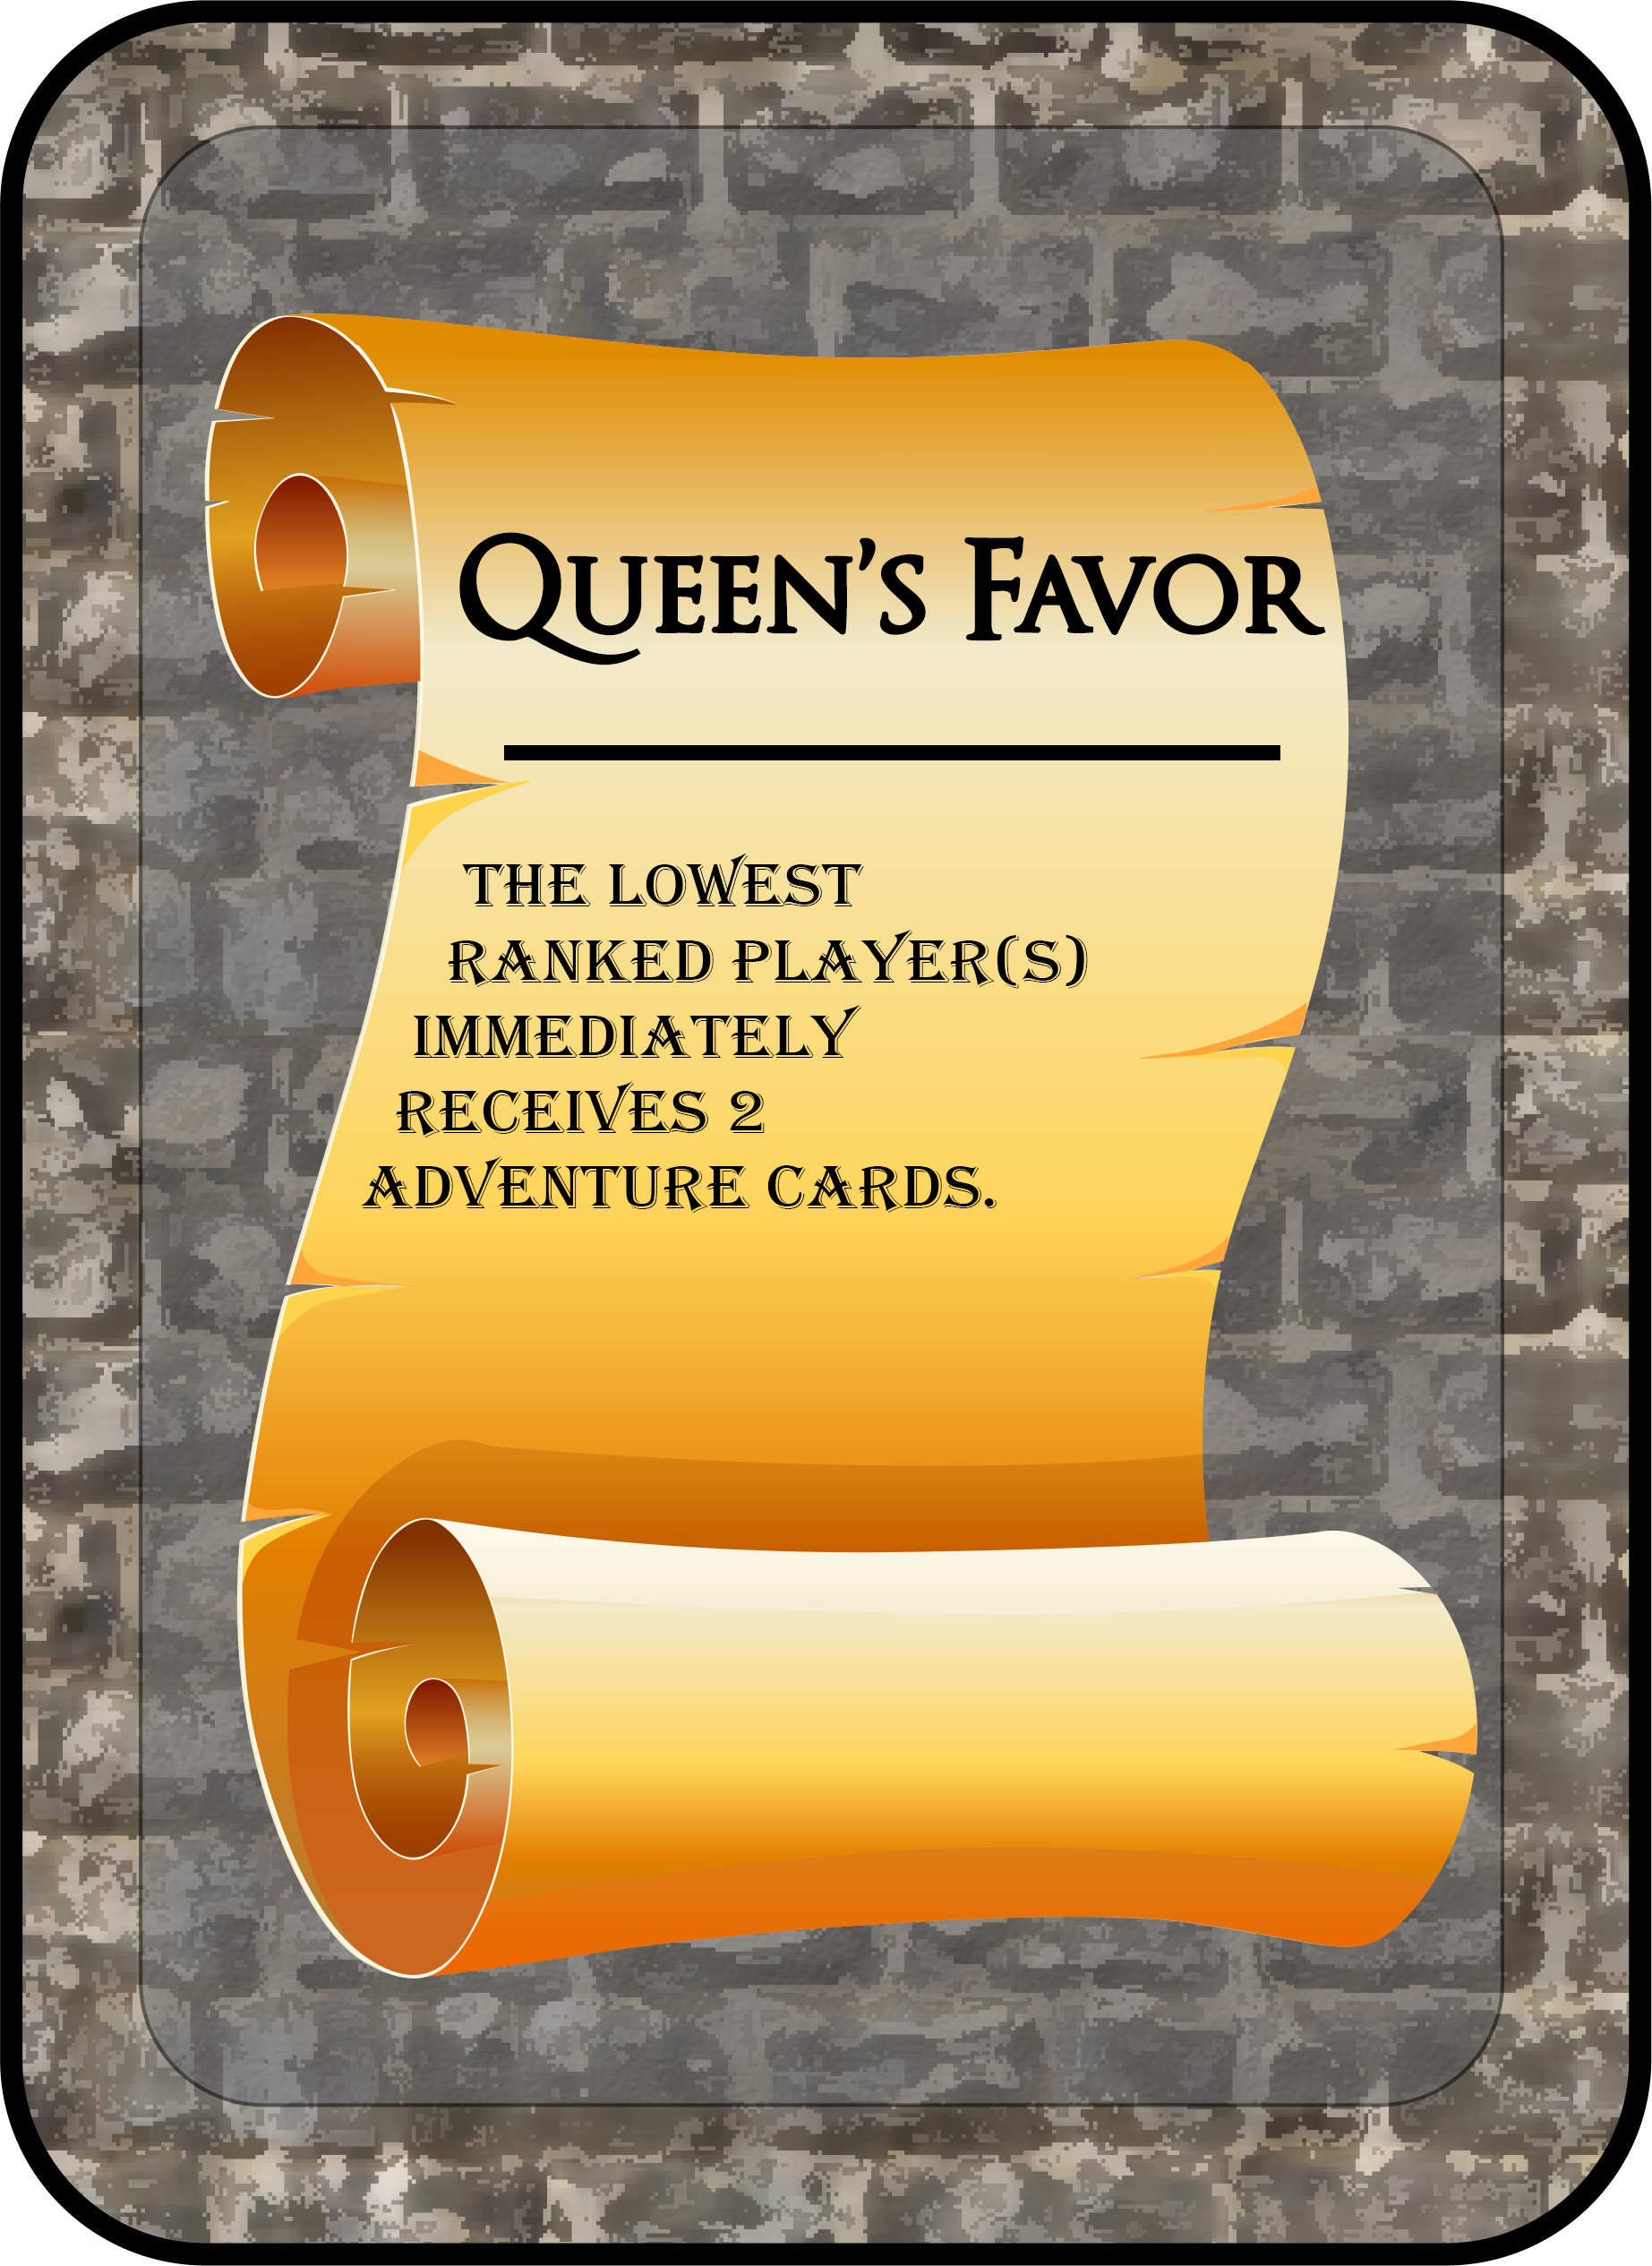 Queen's Favor
The lowest
ranked player(s)
immediately
receives 2
Adventure Cards.